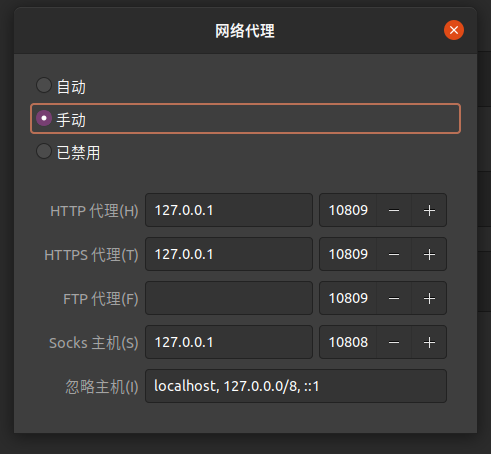 网络代理
自动
手动
已禁用
HTTP 代理(H) 127.0.0.1 10809 − +
HTTPS 代理(T) 127.0.0.1 10809 − +
FTP 代理(F) 10809 − +
Socks 主机(S) 127.0.0.1 10808 − +
忽略主机(I) localhost, 127.0.0.0/8, ::1